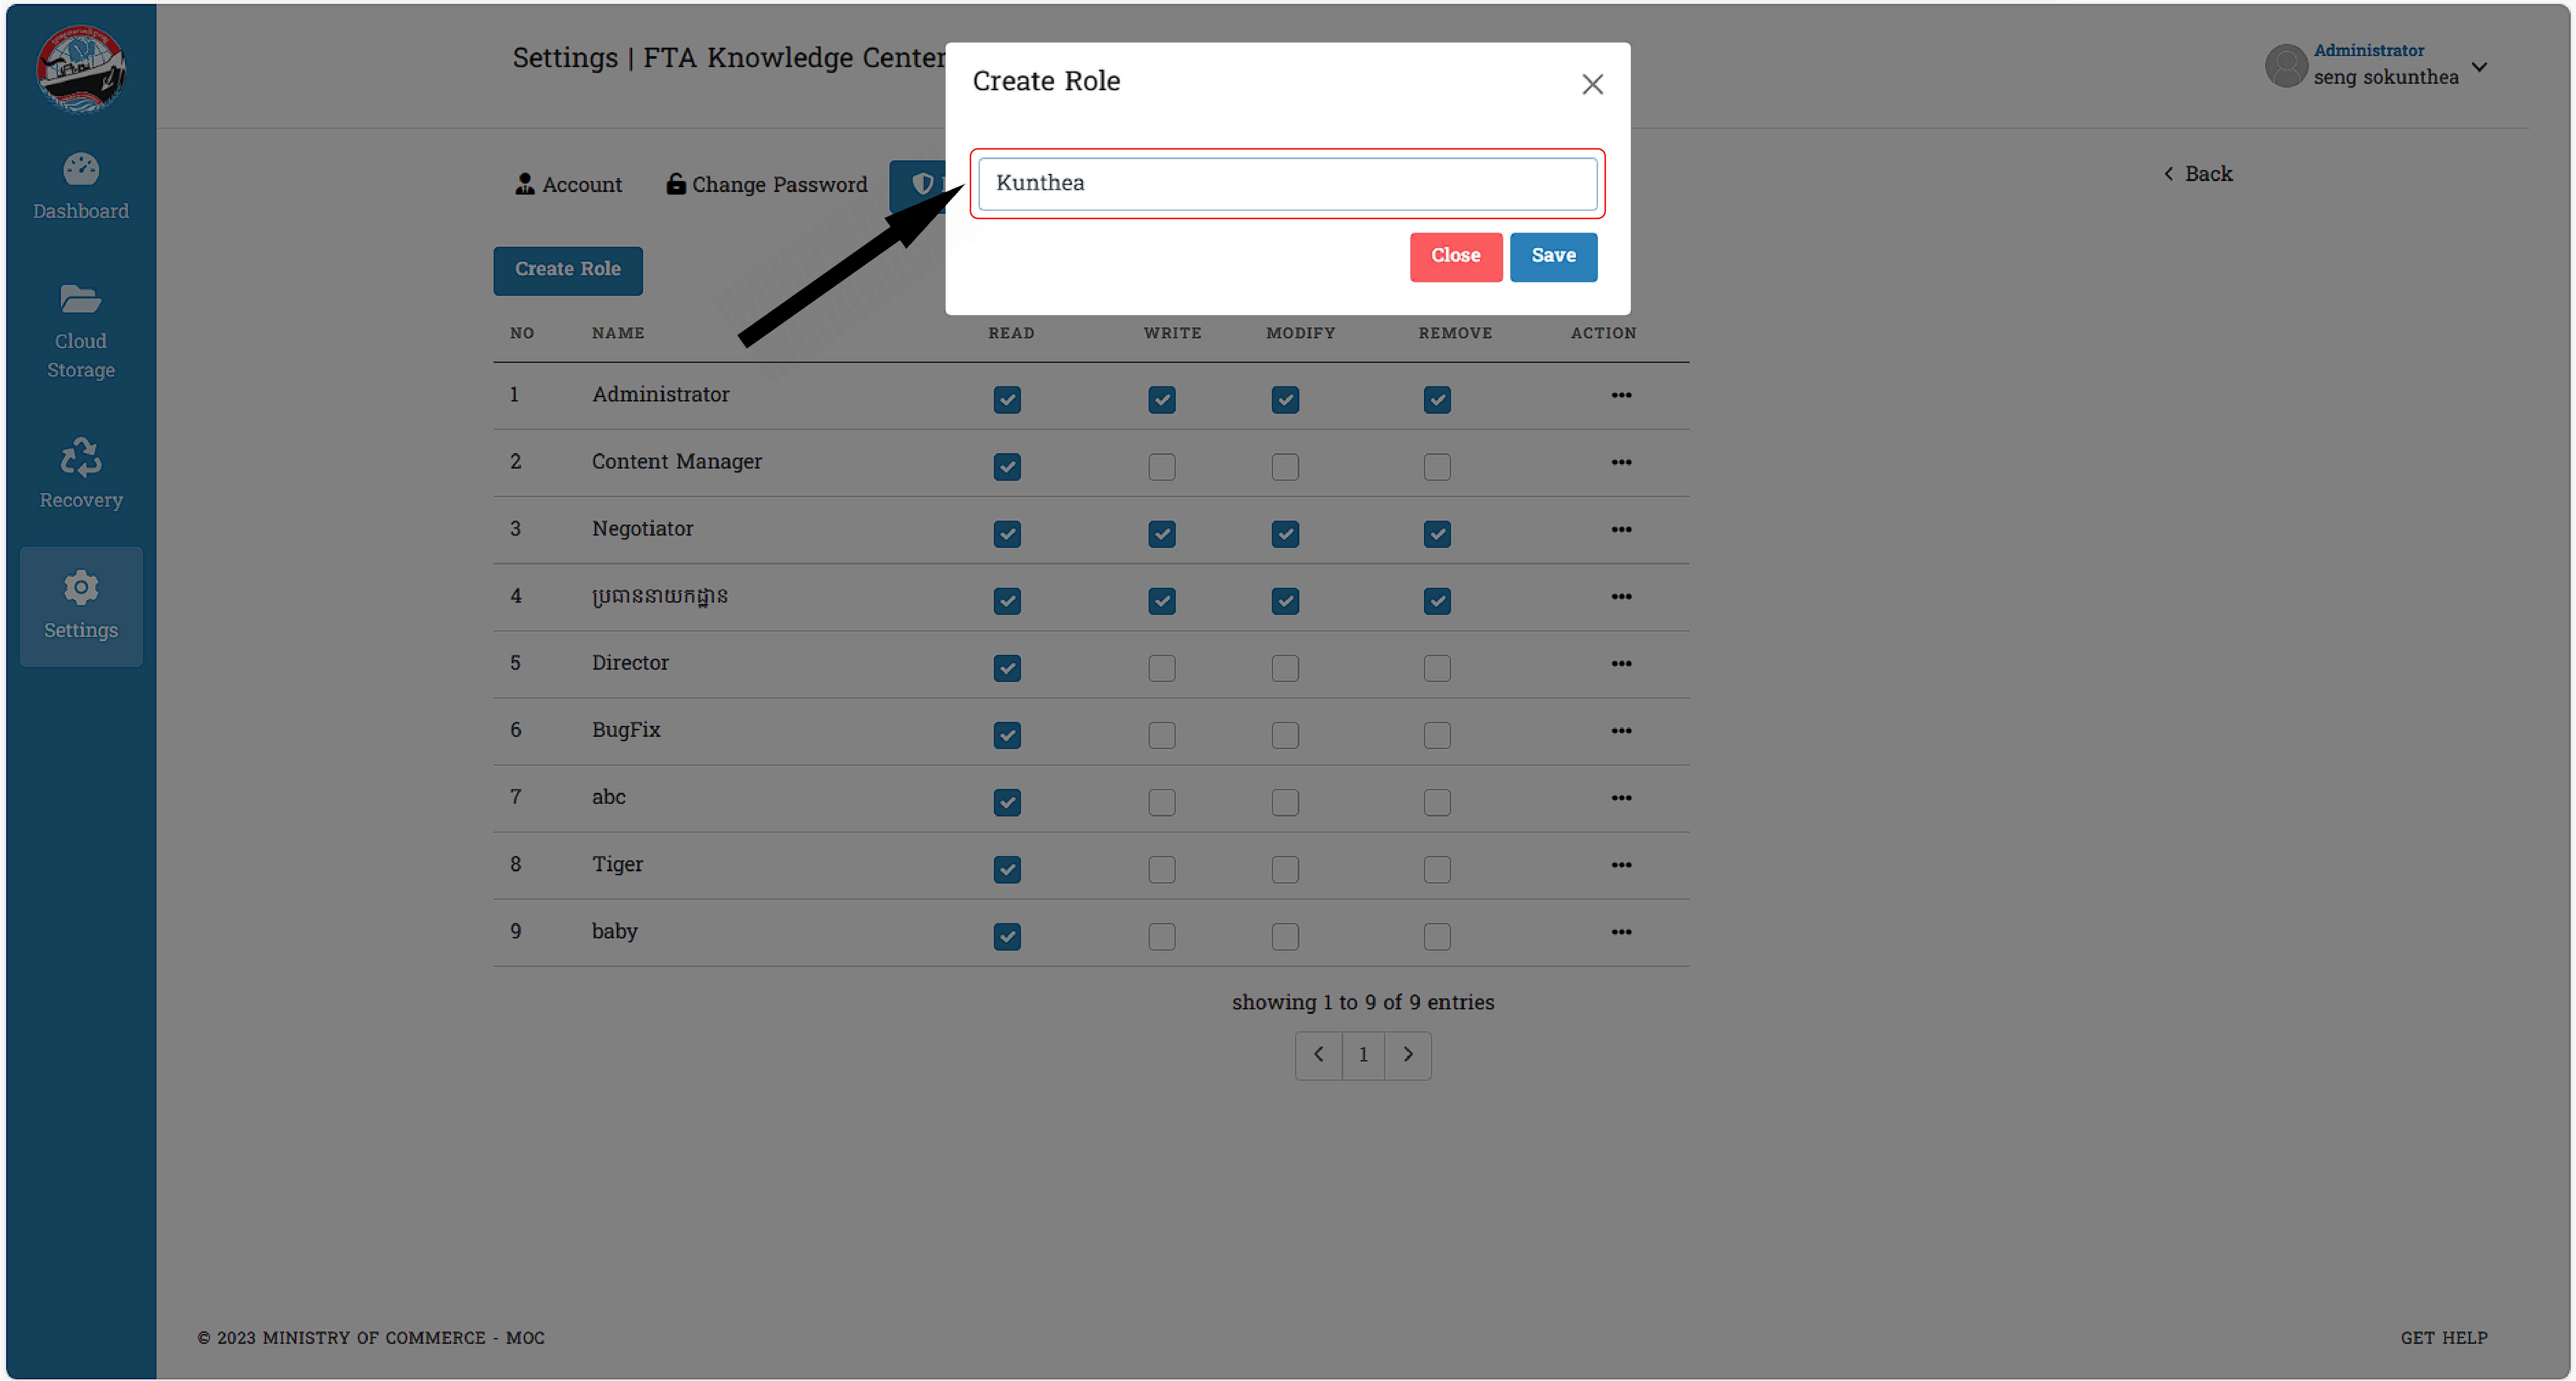 Settings | FTA Knowledge Center
Create Role
Administrator
seng sokunthea
Dashboard
Cloud
Storage
Recovery
Settings
Account
Change Password
Back
Kunthea
Close
Save
Create Role
NO NAME READ WRITE MODIFY REMOVE ACTION
1 Administrator
2 Content Manager
3 Negotiator
4 ប្រធាននាយកដ្ឋាន
5 Director
6 BugFix
7 abc
8 Tiger
9 baby
showing 1 to 9 of 9 entries
1
© 2023 MINISTRY OF COMMERCE - MOC
GET HELP